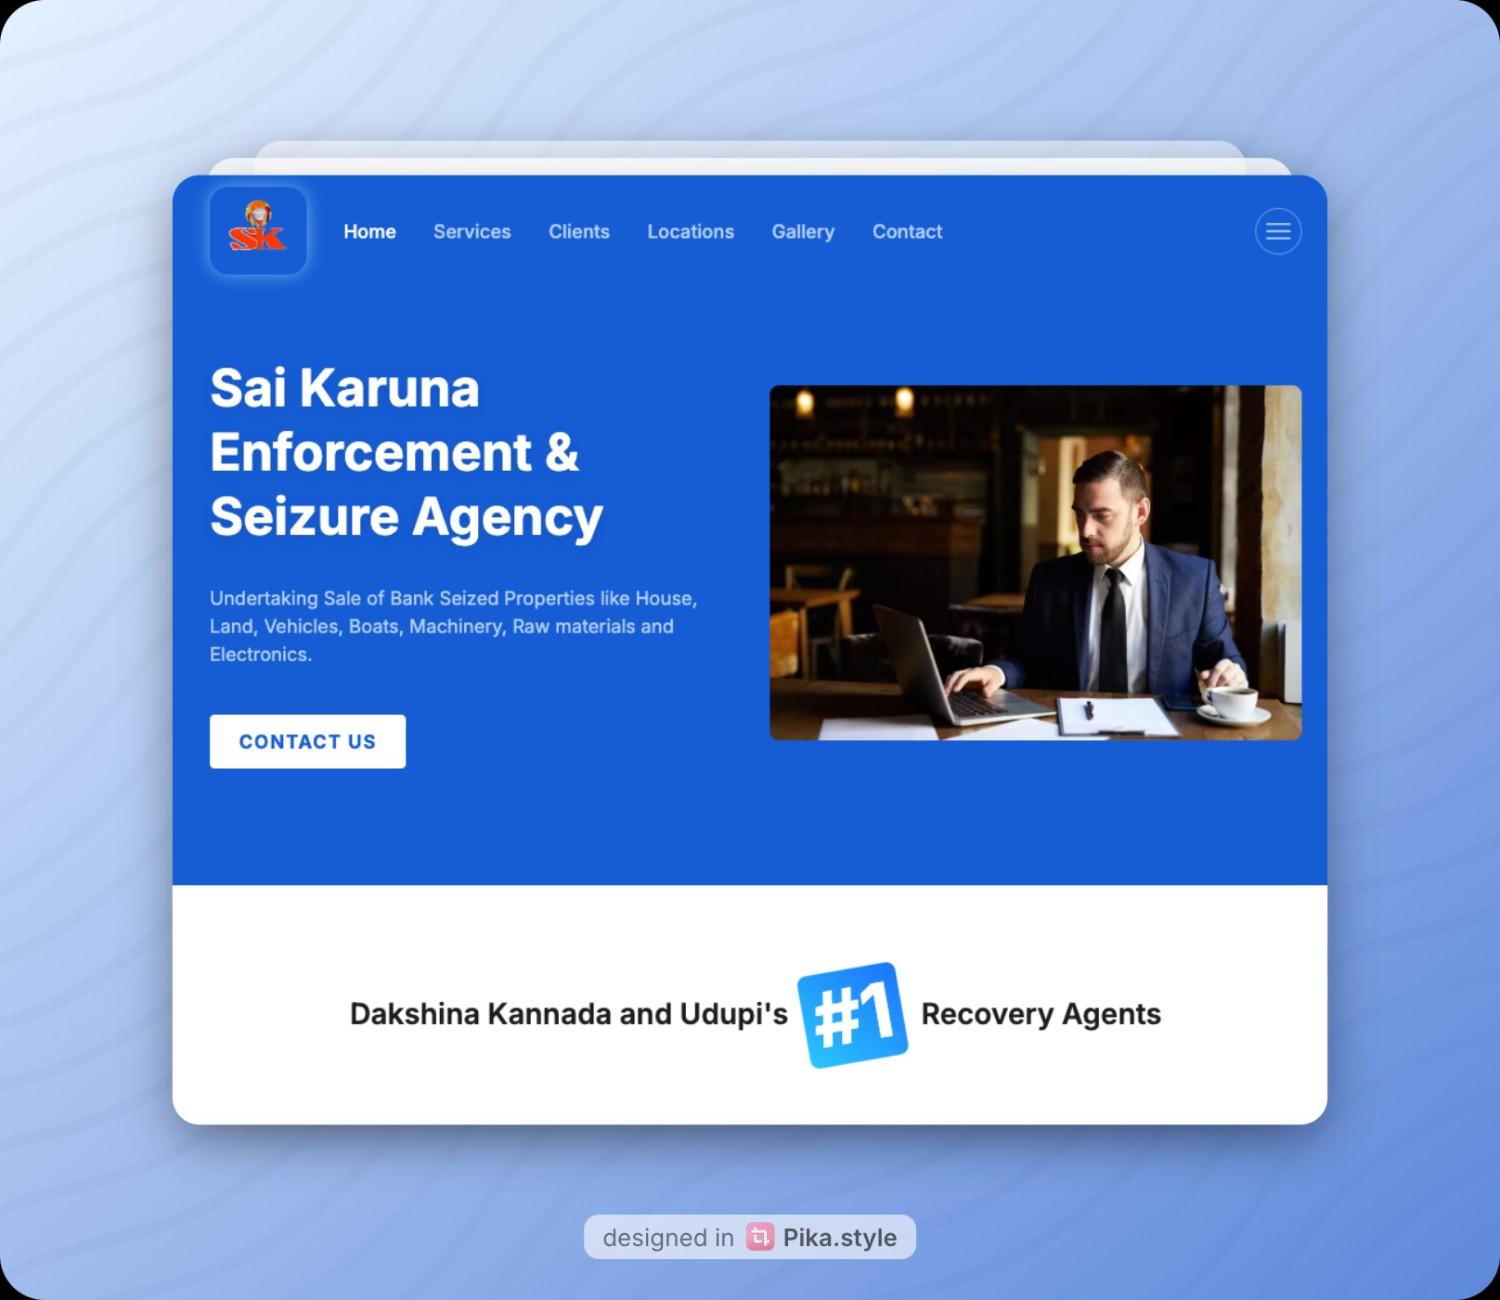 SK
Home
Services
Clients
Locations
Gallery
Contact
Sai Karuna
Enforcement &
Seizure Agency
Undertaking Sale of Bank Seized Properties like House,
Land, Vehicles, Boats, Machinery, Raw materials and
Electronics.
CONTACT US
Dakshina Kannada and Udupi's #1 Recovery Agents
designed in Pika.style